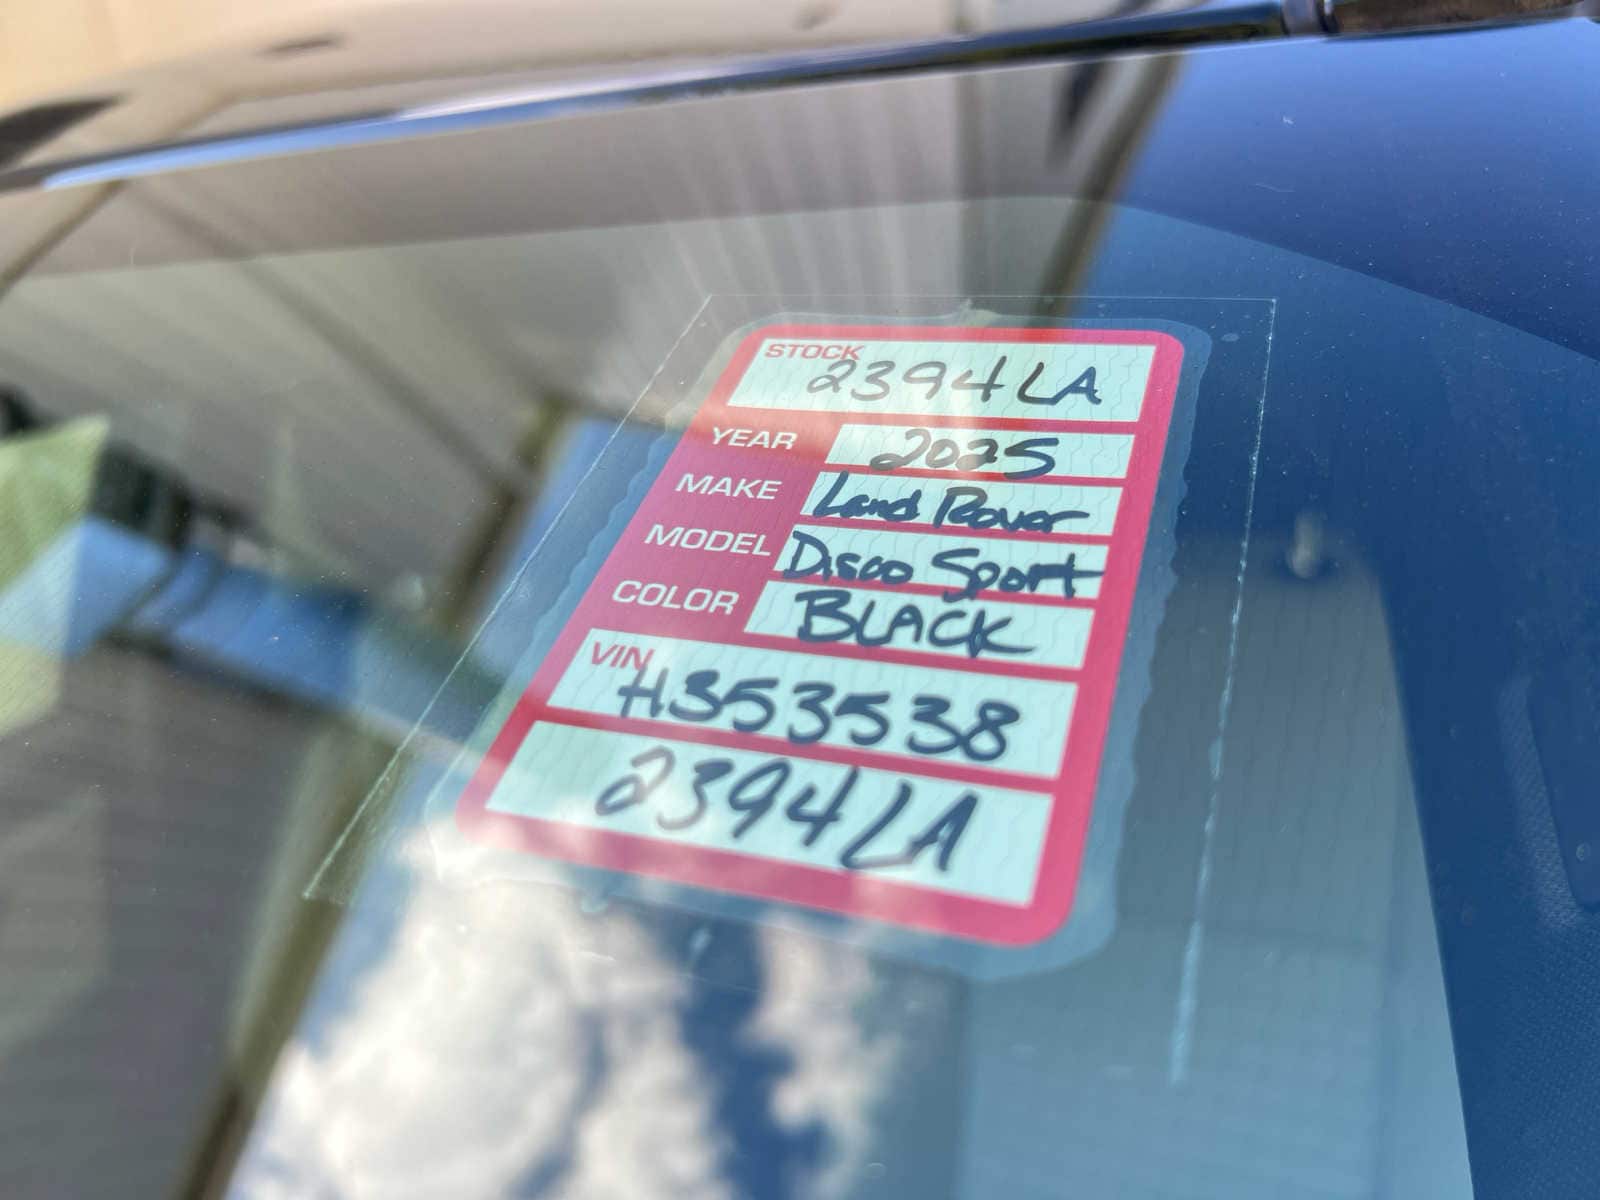 STOCK 2394LA
YEAR 2025
MAKE Land Rover
MODEL Disco Sport
COLOR BLACK
VIN H353538
2394LA